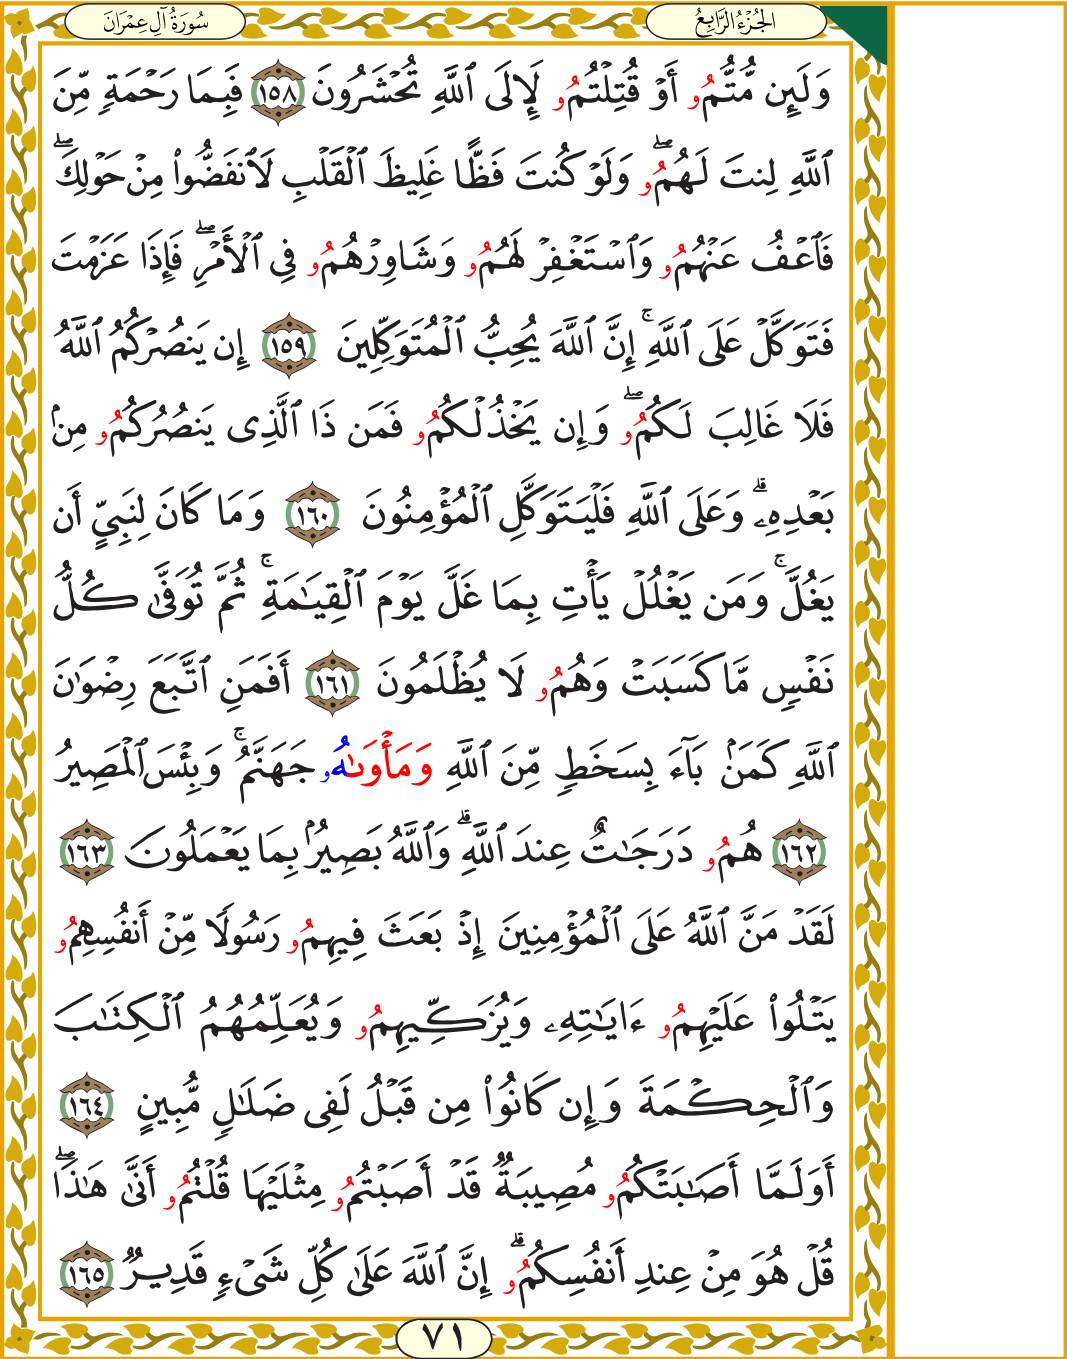 سُورَةُ آلِ عِمْرَانَ
الجُزْءُ الرَّابِعُ
وَلَئِن مُّتُّمُۥ أَوْ قُتِلْتُمُۥ لَإِلَى ٱللَّهِ تُحْشَرُونَ ١٥٨ فَبِمَا رَحْمَةٍ مِّنَ
ٱللَّهِ لِنتَ لَهُمُۥۖ وَلَوْ كُنتَ فَظًّا غَلِيظَ ٱلْقَلْبِ لَٱنفَضُّوا۟ مِنْ حَوْلِكَۖ
فَٱعْفُ عَنْهُمُۥ وَٱسْتَغْفِرْ لَهُمُۥ وَشَاوِرْهُمُۥ فِى ٱلْأَمْرِۖ فَإِذَا عَزَمْتَ
فَتَوَكَّلْ عَلَى ٱللَّهِۚ إِنَّ ٱللَّهَ يُحِبُّ ٱلْمُتَوَكِّلِينَ ١٥٩ إِن يَنصُرْكُمُ ٱللَّهُ
فَلَا غَالِبَ لَكُمُۥۖ وَإِن يَخْذُلْكُمُۥ فَمَن ذَا ٱلَّذِى يَنصُرُكُمُۥ مِنۢ
بَعْدِهِۦۗ وَعَلَى ٱللَّهِ فَلْيَتَوَكَّلِ ٱلْمُؤْمِنُونَ ١٦٠ وَمَا كَانَ لِنَبِىٍّ أَن
يَغُلَّۚ وَمَن يَغْلُلْ يَأْتِ بِمَا غَلَّ يَوْمَ ٱلْقِيَـٰمَةِۚ ثُمَّ تُوَفَّىٰ كُلُّ
نَفْسٍ مَّا كَسَبَتْ وَهُمُۥ لَا يُظْلَمُونَ ١٦١ أَفَمَنِ ٱتَّبَعَ رِضْوَٰنَ
ٱللَّهِ كَمَنۢ بَآءَ بِسَخَطٍ مِّنَ ٱللَّهِ وَمَأْوَىٰهُۥ جَهَنَّمُۚ وَبِئْسَ ٱلْمَصِيرُ
١٦٢ هُمُۥ دَرَجَـٰتٌ عِندَ ٱللَّهِۗ وَٱللَّهُ بَصِيرٌۢ بِمَا يَعْمَلُونَ ١٦٣
لَقَدْ مَنَّ ٱللَّهُ عَلَى ٱلْمُؤْمِنِينَ إِذْ بَعَثَ فِيهِمُۥ رَسُولًا مِّنْ أَنفُسِهِمُۥ
يَتْلُوا۟ عَلَيْهِمُۥ ءَايَـٰتِهِۦ وَيُزَكِّيهِمُۥ وَيُعَلِّمُهُمُ ٱلْكِتَـٰبَ
وَٱلْحِكْمَةَ وَإِن كَانُوا۟ مِن قَبْلُ لَفِى ضَلَـٰلٍ مُّبِينٍ ١٦٤
أَوَلَمَّا أَصَـٰبَتْكُمُۥ مُصِيبَةٌ قَدْ أَصَبْتُمُۥ مِثْلَيْهَا قُلْتُمُۥ أَنَّىٰ هَـٰذَاۖ
قُلْ هُوَ مِنْ عِندِ أَنفُسِكُمُۥۗ إِنَّ ٱللَّهَ عَلَىٰ كُلِّ شَىْءٍ قَدِيرٌ ١٦٥
٧١